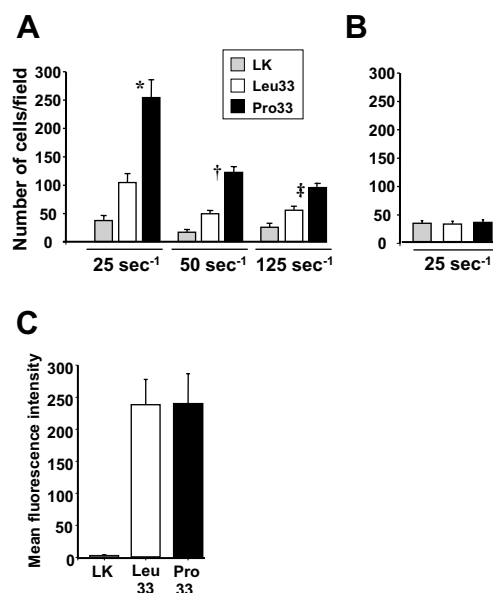 A
B
Number of cells/field
300
250
200
150
100
50
0
*
†
‡
LK
Leu33
Pro33
25 sec-1
50 sec-1
125 sec-1
300
250
200
150
100
50
0
25 sec-1
C
Mean fluorescence intensity
300
250
200
150
100
50
0
LK
Leu
33
Pro
33